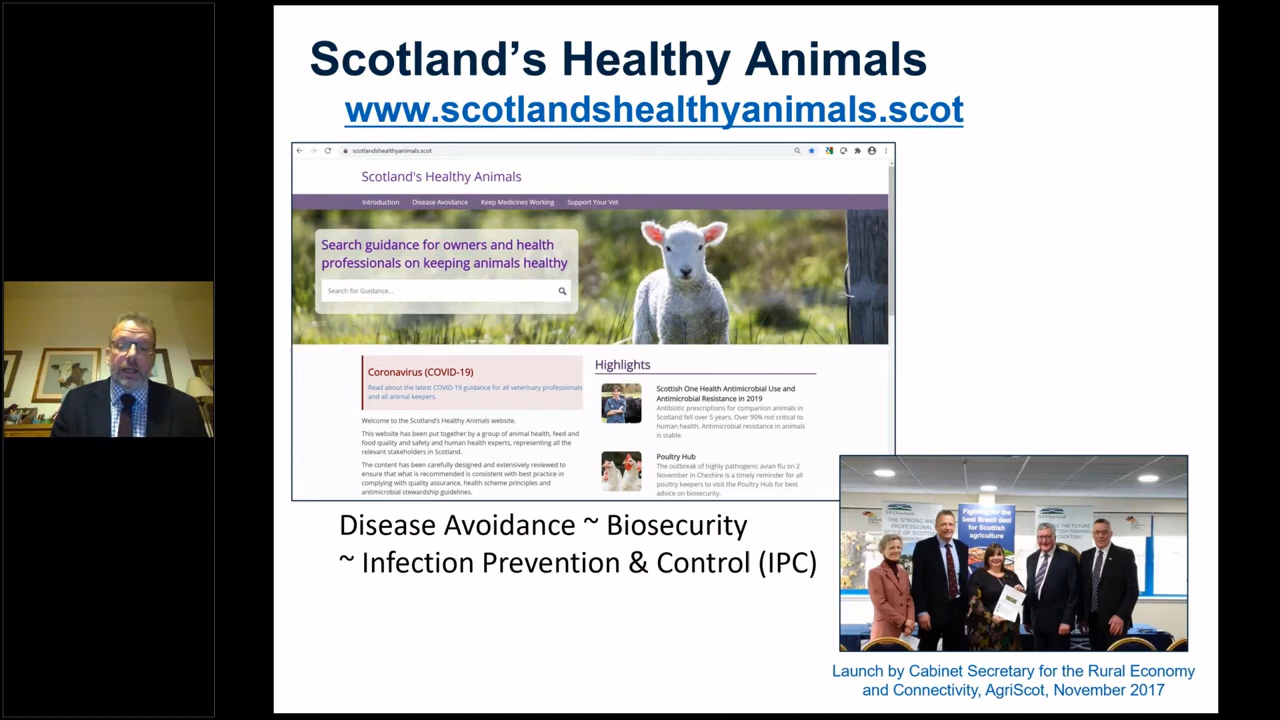 Scotland's Healthy Animals
www.scotlandshealthyanimals.scot
scotlandshealthyanimals.scot
Scotland's Healthy Animals
Introduction Disease Avoidance Keep Medicines Working Support Your Vet
Search guidance for owners and health
professionals on keeping animals healthy
Search for Guidance...
Coronavirus (COVID-19)
Read about the latest COVID-19 guidance for all veterinary professionals
and all animal keepers.
Welcome to the Scotland's Healthy Animals website.
This website has been put together by a group of animal health, feed and
food quality and safety and human health experts, representing all the
relevant stakeholders in Scotland.
The content has been carefully designed and extensively reviewed to
ensure that what is recommended is consistent with best practice in
complying with quality assurance, health scheme principles and
antimicrobial stewardship guidelines.
Highlights
Scottish One Health Antimicrobial Use and
Antimicrobial Resistance in 2019
Antibiotic prescriptions for companion animals in
Scotland fell over 5 years. Over 90% not critical to
human health. Antimicrobial resistance in animals
is stable.
Poultry Hub
The outbreak of highly pathogenic avian flu on 2
November in Cheshire is a timely reminder for all
poultry keepers to visit the Poultry Hub for best
advice on biosecurity.
Disease Avoidance ~ Biosecurity
~ Infection Prevention & Control (IPC)
Fighting for the
best Brexit deal
for Scottish
agriculture
Launch by Cabinet Secretary for the Rural Economy
and Connectivity, AgriScot, November 2017